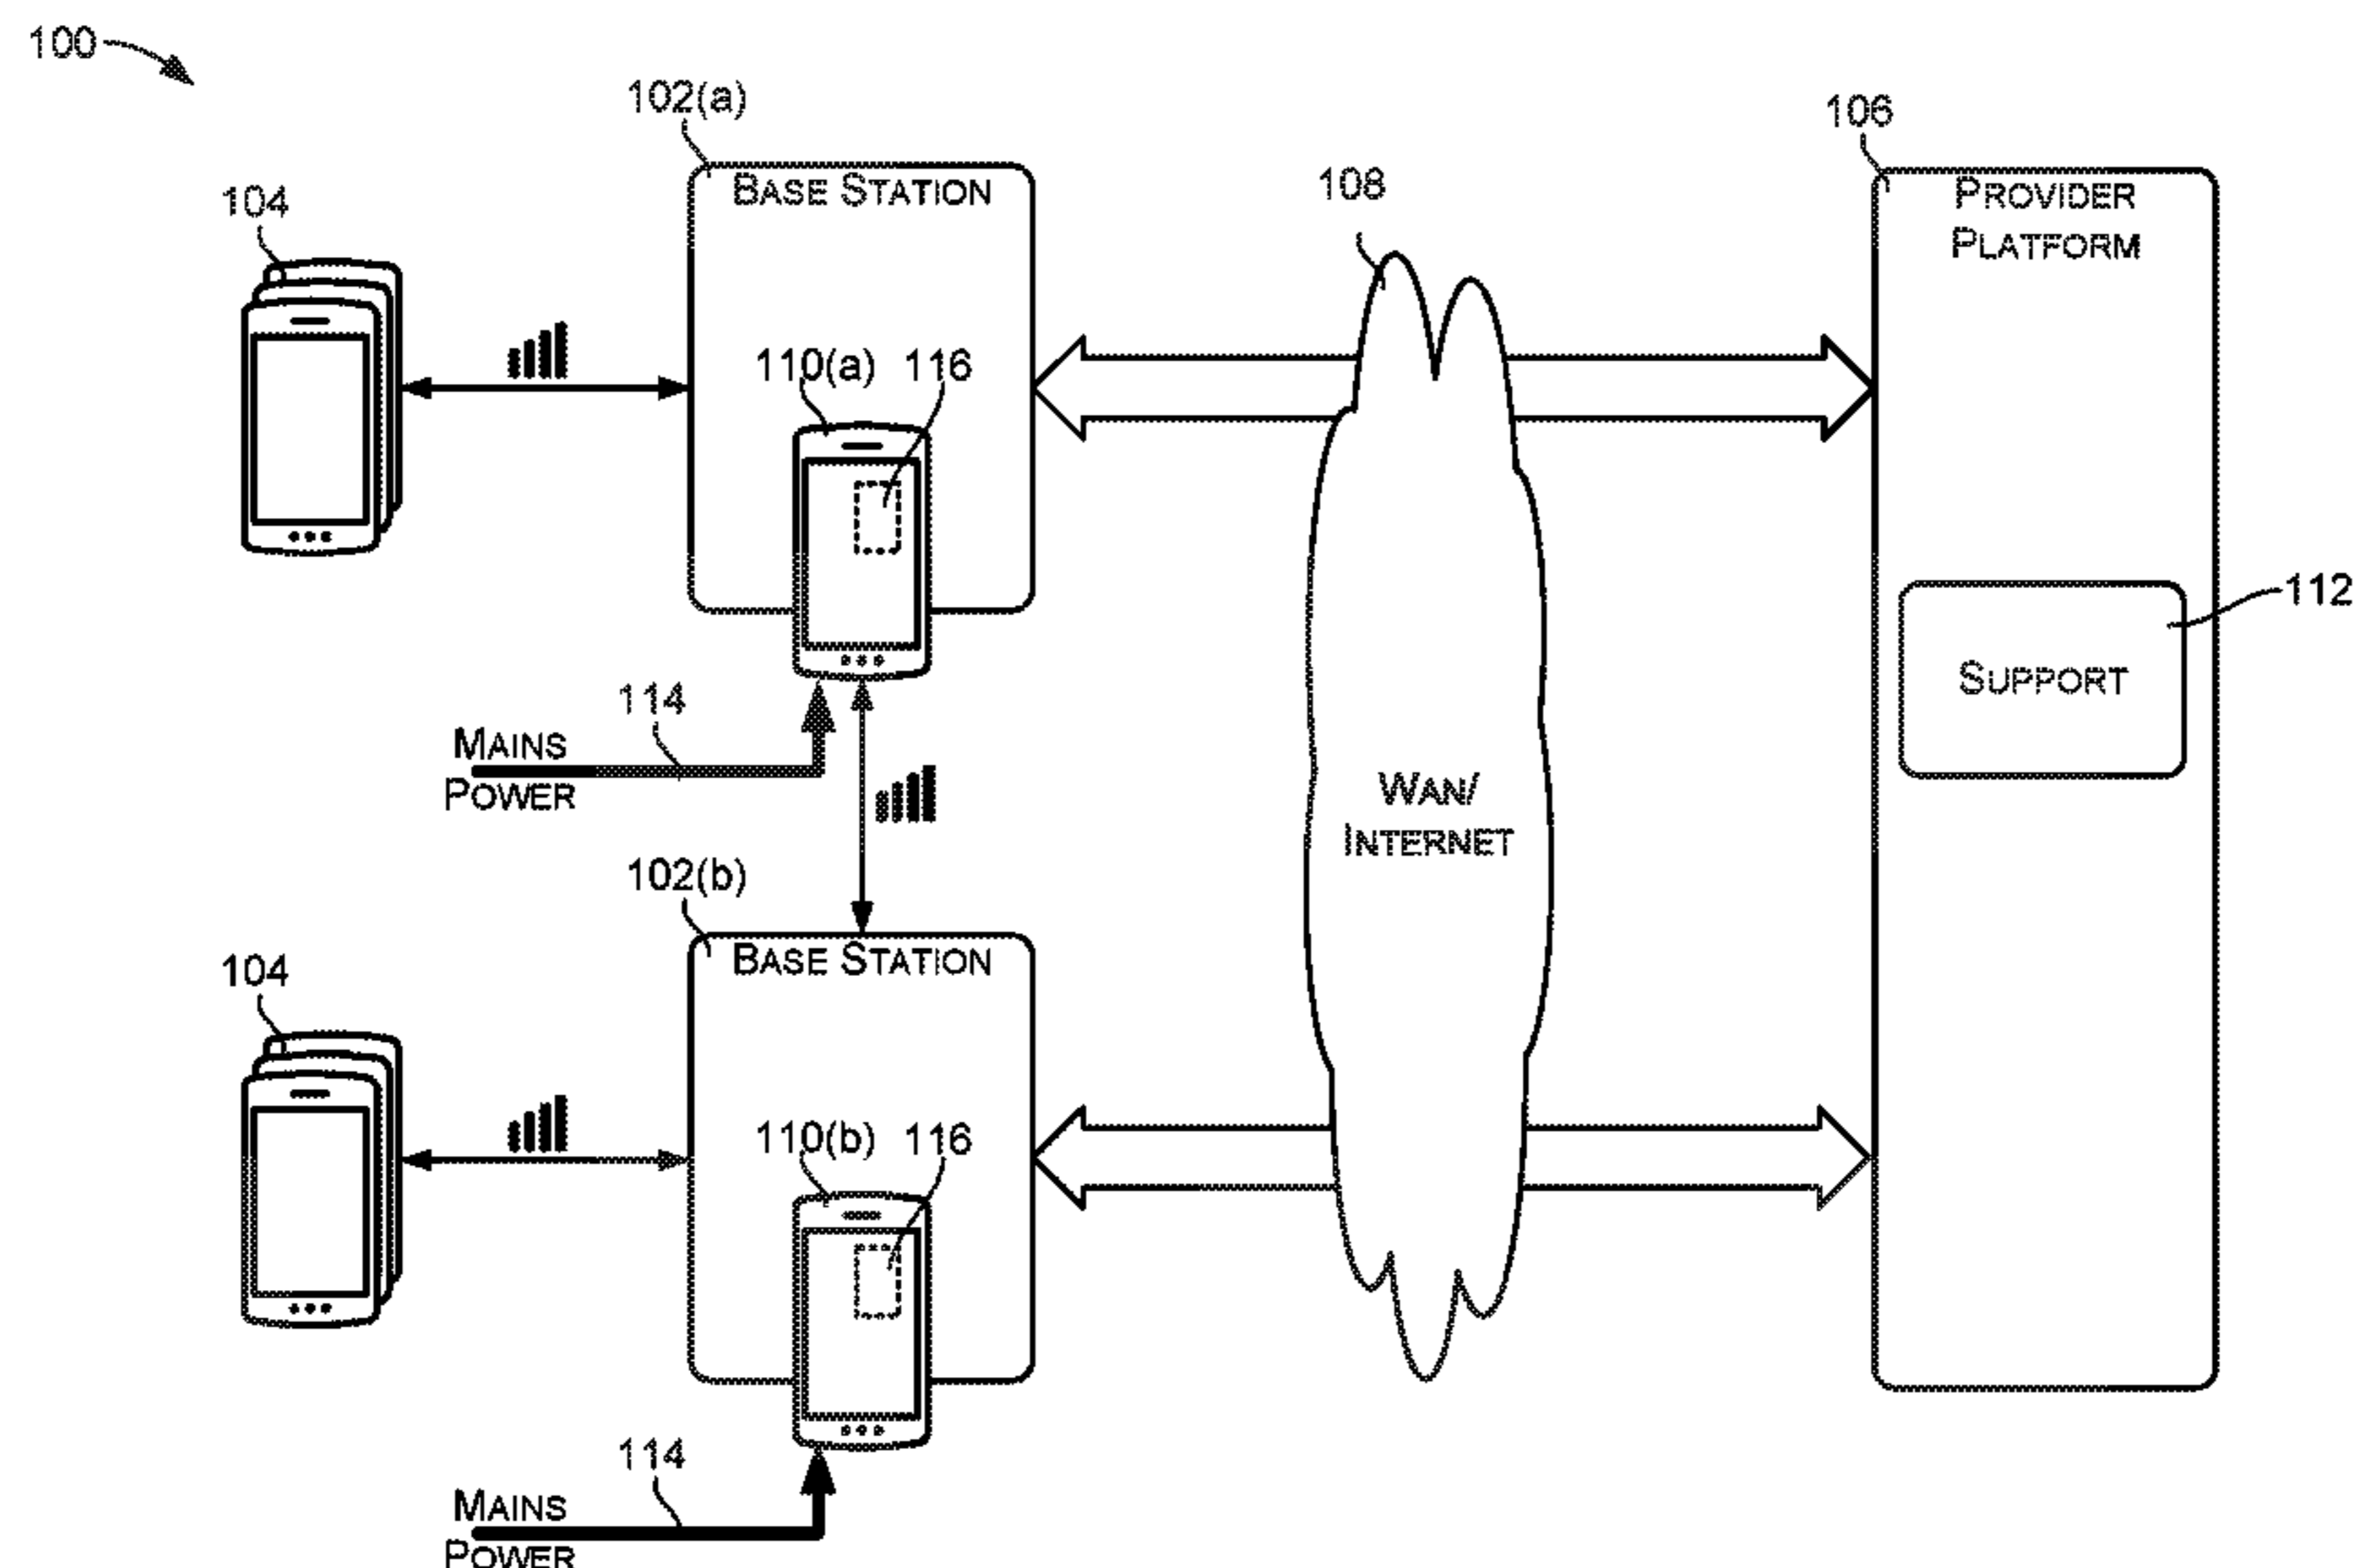 100
102(a)
106
BASE STATION
108
PROVIDER
PLATFORM
104
110(a)
116
112
SUPPORT
114
MAINS
POWER
WAN/
INTERNET
102(b)
BASE STATION
104
110(b)
116
114
MAINS
POWER